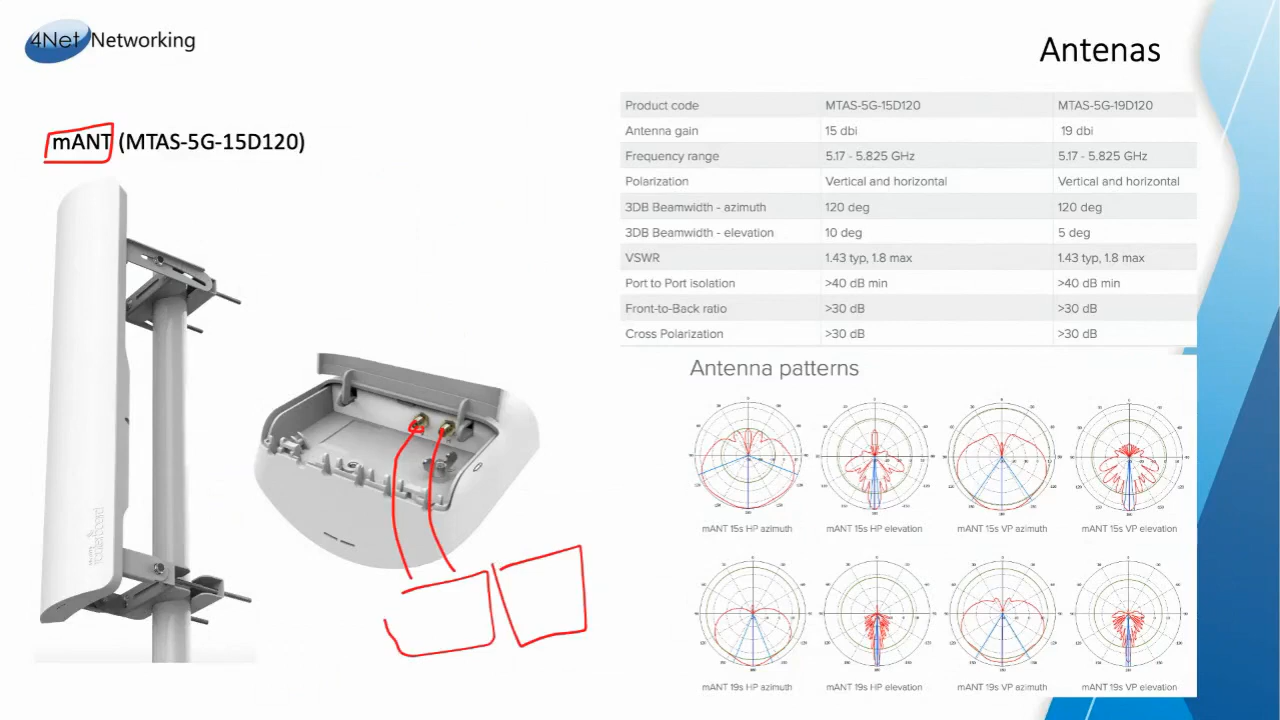 4Net Networking
Antenas
mANT (MTAS-5G-15D120)
Product code MTAS-5G-15D120 MTAS-5G-19D120
Antenna gain 15 dbi 19 dbi
Frequency range 5.17 - 5.825 GHz 5.17 - 5.825 GHz
Polarization Vertical and horizontal Vertical and horizontal
3DB Beamwidth - azimuth 120 deg 120 deg
3DB Beamwidth - elevation 10 deg 5 deg
VSWR 1.43 typ, 1.8 max 1.43 typ, 1.8 max
Port to Port isolation >40 dB min >40 dB min
Front-to-Back ratio >30 dB >30 dB
Cross Polarization >30 dB >30 dB
Antenna patterns
mANT 15s HP azimuth mANT 15s HP elevation mANT 15s VP azimuth mANT 15s VP elevation
mANT 19s HP azimuth mANT 19s HP elevation mANT 19s VP azimuth mANT 19s VP elevation